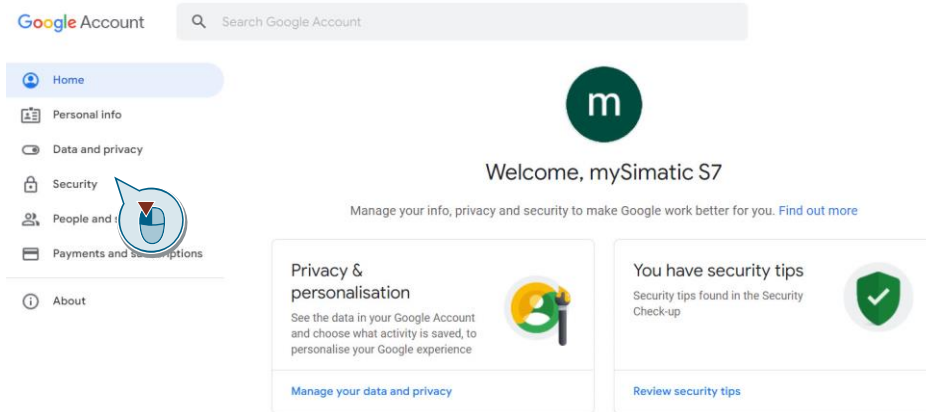 Google Account
Search Google Account
Home
Personal info
Data and privacy
Security
People and
Payments and
About
m
Welcome, mySimatic S7
Manage your info, privacy and security to make Google work better for you. Find out more
Privacy &
personalisation
See the data in your Google Account
and choose what activity is saved, to
personalise your Google experience
Manage your data and privacy
You have security tips
Security tips found in the Security
Check-up
Review security tips